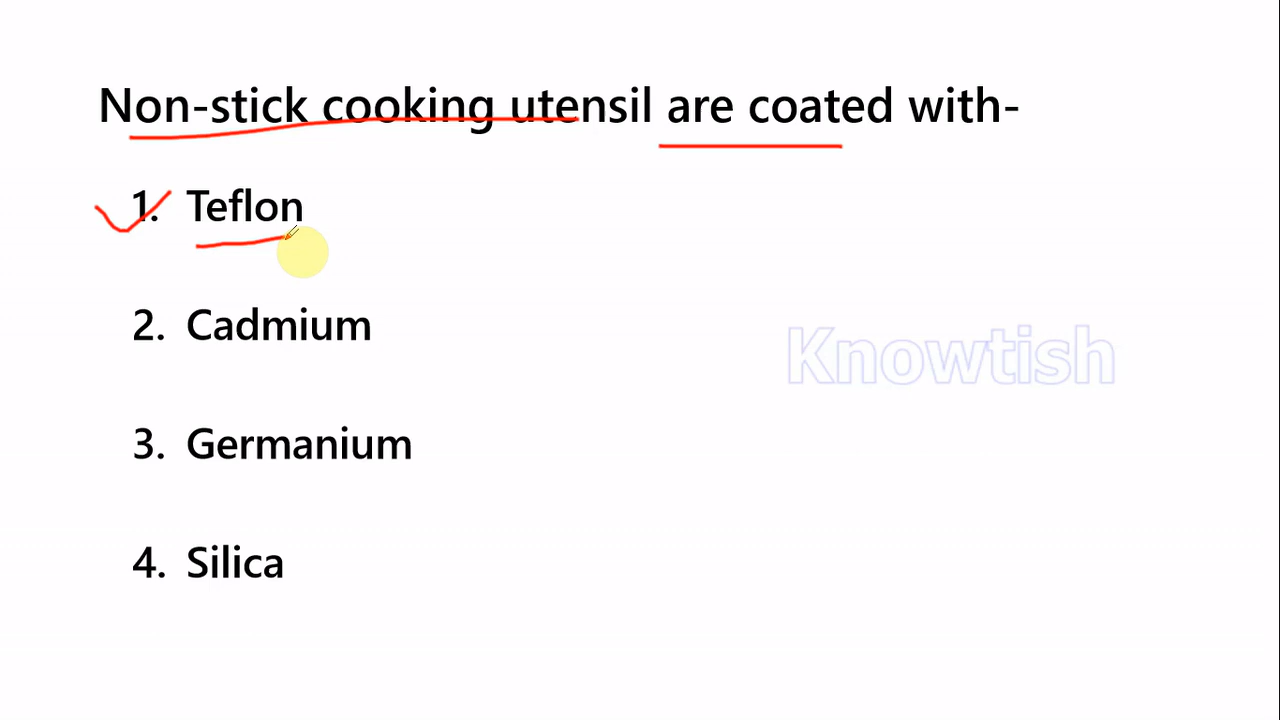 Non-stick cooking utensil are coated with-
1. Teflon
2. Cadmium
Knowtish
3. Germanium
4. Silica